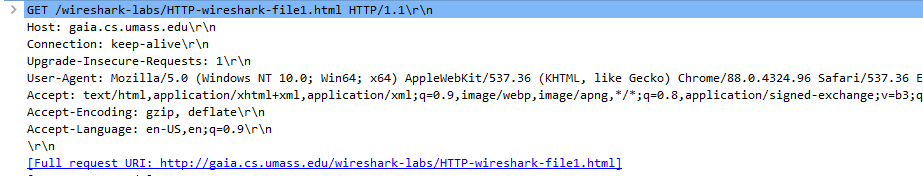 GET /wireshark-labs/HTTP-wireshark-file1.html HTTP/1.1\r\n
Host: gaia.cs.umass.edu\r\n
Connection: keep-alive\r\n
Upgrade-Insecure-Requests: 1\r\n
User-Agent: Mozilla/5.0 (Windows NT 10.0; Win64; x64) AppleWebKit/537.36 (KHTML, like Gecko) Chrome/88.0.4324.96 Safari/537.36 E
Accept: text/html,application/xhtml+xml,application/xml;q=0.9,image/webp,image/apng,*/*;q=0.8,application/signed-exchange;v=b3;q
Accept-Encoding: gzip, deflate\r\n
Accept-Language: en-US,en;q=0.9\r\n
\r\n
[Full request URI: http://gaia.cs.umass.edu/wireshark-labs/HTTP-wireshark-file1.html]